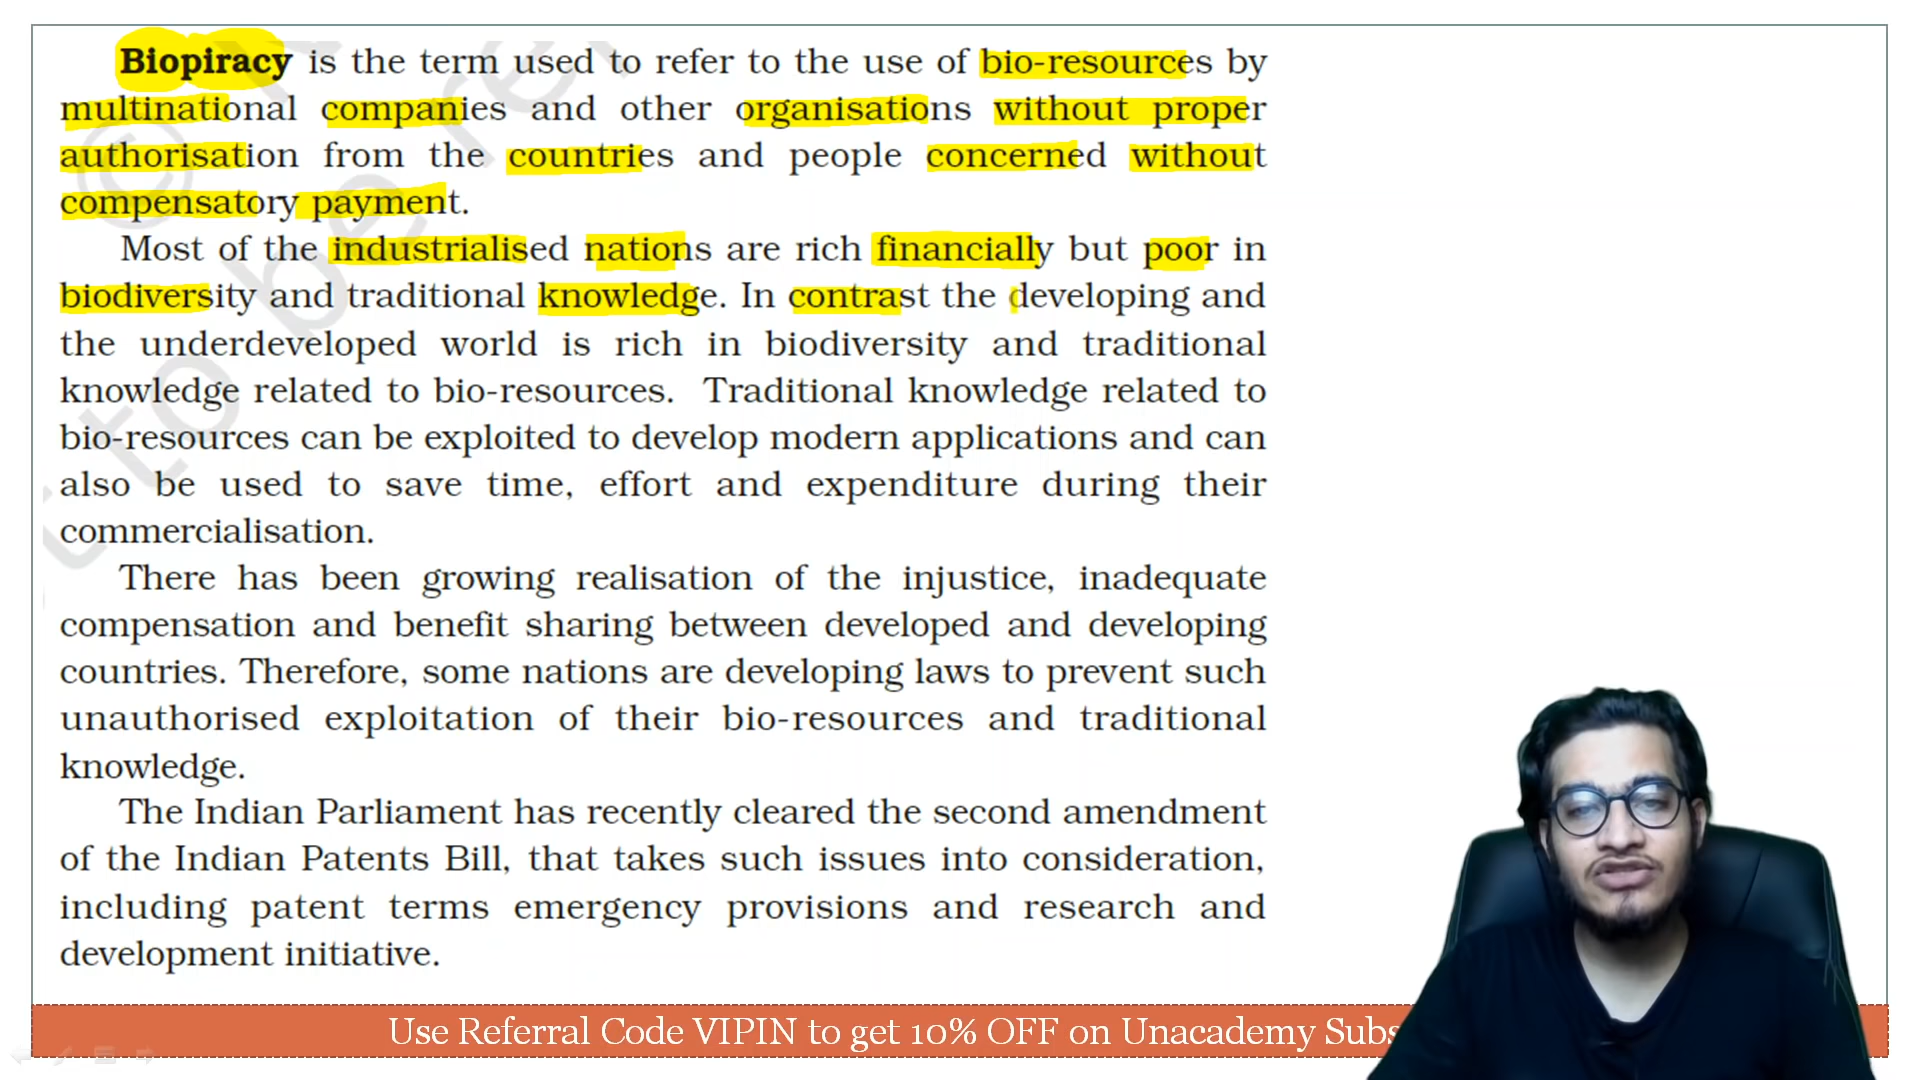 Biopiracy is the term used to refer to the use of bio-resources by
multinational companies and other organisations without proper
authorisation from the countries and people concerned without
compensatory payment.
Most of the industrialised nations are rich financially but poor in
biodiversity and traditional knowledge. In contrast the developing and
the underdeveloped world is rich in biodiversity and traditional
knowledge related to bio-resources. Traditional knowledge related to
bio-resources can be exploited to develop modern applications and can
also be used to save time, effort and expenditure during their
commercialisation.
There has been growing realisation of the injustice, inadequate
compensation and benefit sharing between developed and developing
countries. Therefore, some nations are developing laws to prevent such
unauthorised exploitation of their bio-resources and traditional
knowledge.
The Indian Parliament has recently cleared the second amendment
of the Indian Patents Bill, that takes such issues into consideration,
including patent terms emergency provisions and research and
development initiative.
Use Referral Code VIPIN to get 10% OFF on Unacademy Subs